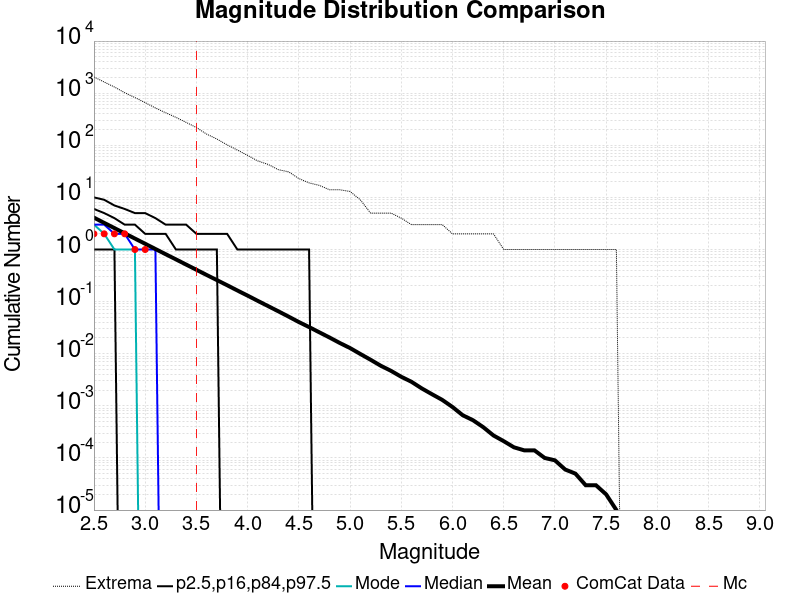 Magnitude Distribution Comparison
10 4
10 3
10 2
10 1
10 0
10 -1
10 -2
10 -3
10 -4
10 -5
Cumulative Number
2.5 3.0 3.5 4.0 4.5 5.0 5.5 6.0 6.5 7.0 7.5 8.0 8.5 9.0
Magnitude
Extrema p2.5,p16,p84,p97.5 Mode Median Mean ComCat Data Mc